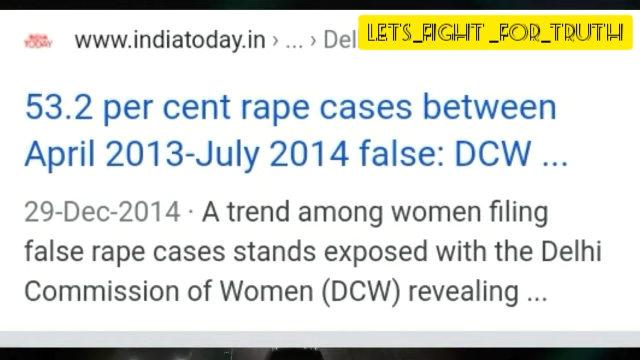 INDIA
TODAY
www.indiatoday.in › ... › Del
LETS_FIGHT _FOR_TRUTH
53.2 per cent rape cases between
April 2013-July 2014 false: DCW ...
29-Dec-2014 · A trend among women filing
false rape cases stands exposed with the Delhi
Commission of Women (DCW) revealing ...